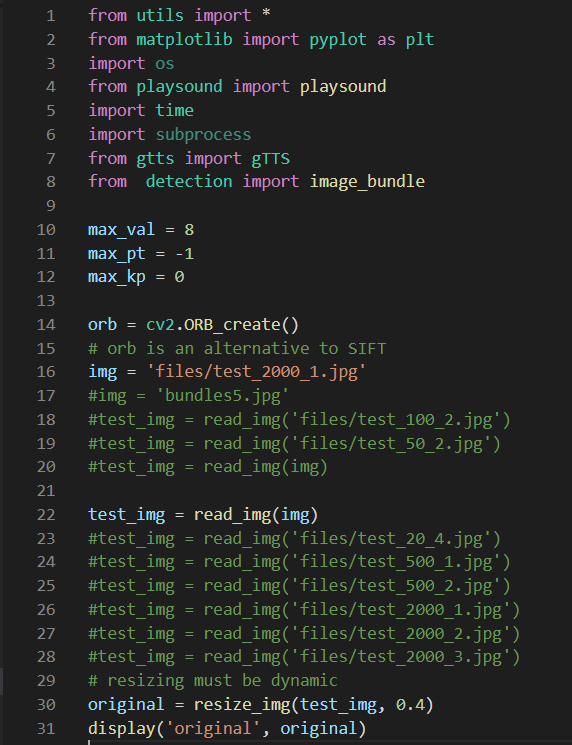 1 from utils import *
2 from matplotlib import pyplot as plt
3 import os
4 from playsound import playsound
5 import time
6 import subprocess
7 from gtts import gTTS
8 from  detection import image_bundle
9
10 max_val = 8
11 max_pt = -1
12 max_kp = 0
13
14 orb = cv2.ORB_create()
15 # orb is an alternative to SIFT
16 img = 'files/test_2000_1.jpg'
17 #img = 'bundles5.jpg'
18 #test_img = read_img('files/test_100_2.jpg')
19 #test_img = read_img('files/test_50_2.jpg')
20 #test_img = read_img(img)
21
22 test_img = read_img(img)
23 #test_img = read_img('files/test_20_4.jpg')
24 #test_img = read_img('files/test_500_1.jpg')
25 #test_img = read_img('files/test_500_2.jpg')
26 #test_img = read_img('files/test_2000_1.jpg')
27 #test_img = read_img('files/test_2000_2.jpg')
28 #test_img = read_img('files/test_2000_3.jpg')
29 # resizing must be dynamic
30 original = resize_img(test_img, 0.4)
31 display('original', original)